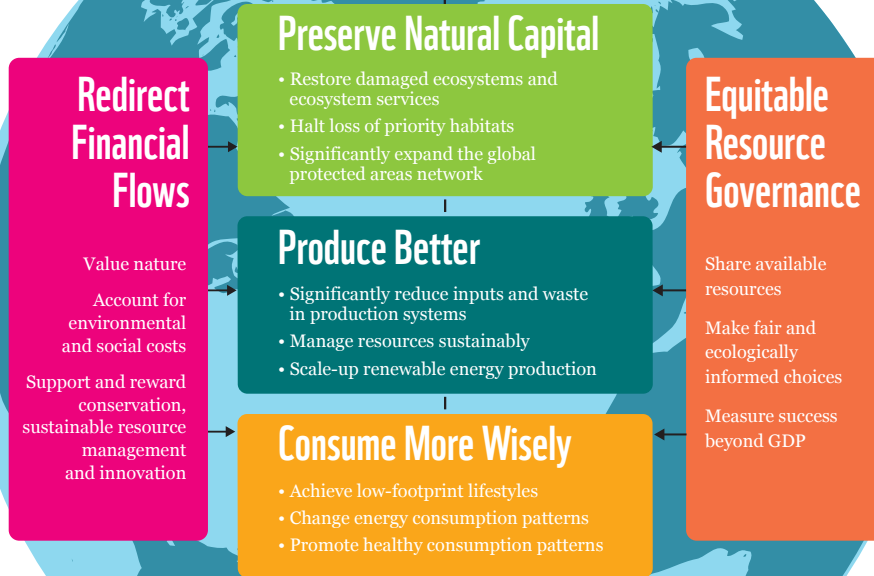 Redirect
Financial
Flows
Value nature
Account for
environmental
and social costs
Support and reward
conservation,
sustainable resource
management
and innovation
Preserve Natural Capital
• Restore damaged ecosystems and
ecosystem services
• Halt loss of priority habitats
• Significantly expand the global
protected areas network
Produce Better
• Significantly reduce inputs and waste
in production systems
• Manage resources sustainably
• Scale-up renewable energy production
Consume More Wisely
• Achieve low-footprint lifestyles
• Change energy consumption patterns
• Promote healthy consumption patterns
Equitable
Resource
Governance
Share available
resources
Make fair and
ecologically
informed choices
Measure success
beyond GDP